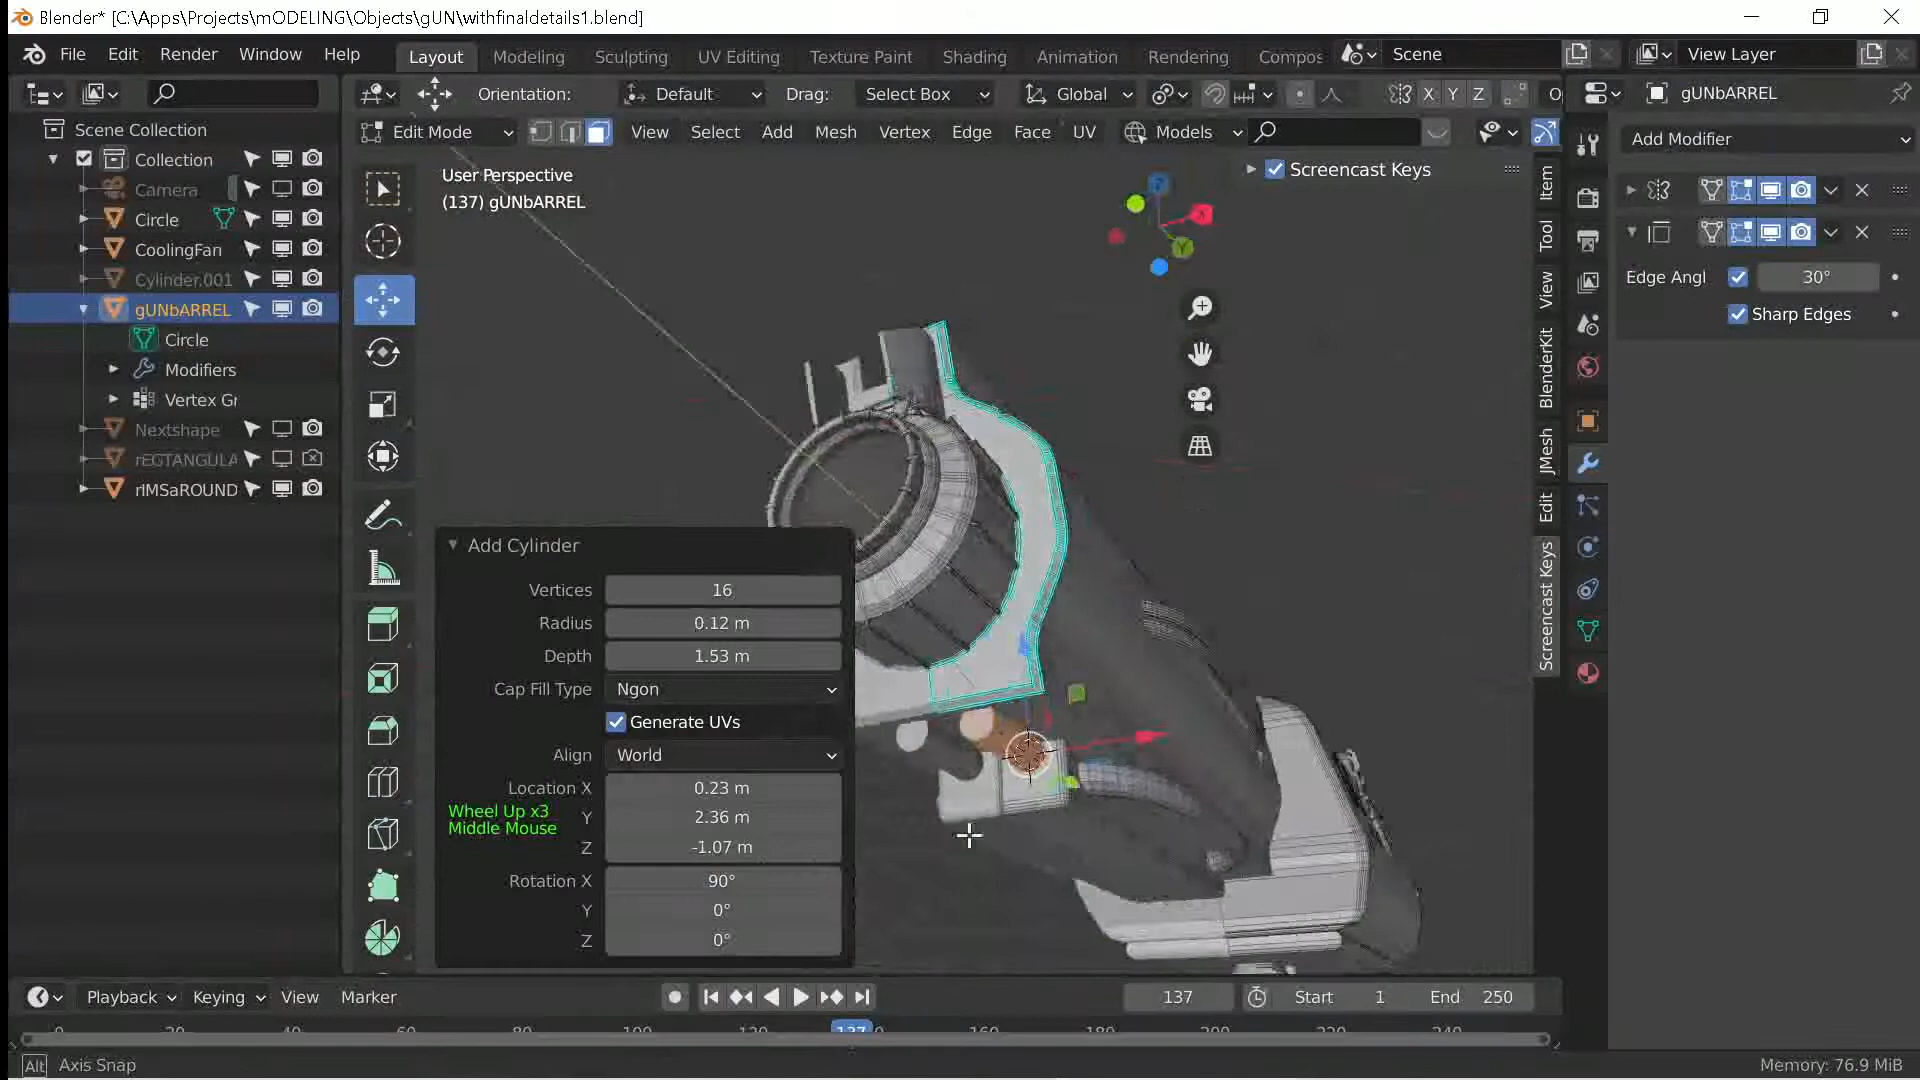 Blender* [C:\Apps\Projects\mODELING\Objects\gUN\withfinaldetails1.blend]
File Edit Render Window Help
Layout Modeling Sculpting UV Editing Texture Paint Shading Animation Rendering Compos
Scene
View Layer
Orientation: Default Drag: Select Box Global X Y Z O
gUNbARREL
Edit Mode View Select Add Mesh Vertex Edge Face UV Models
Add Modifier
Scene Collection
Collection
Camera
Circle
CoolingFan
Cylinder.001
gUNbARREL
Circle
Modifiers
Vertex Gr
Nextshape
rECTANGULA
rIMSaROUND
User Perspective
(137) gUNbARREL
Screencast Keys
Z
X
Y
Item
Tool
View
BlenderKit
JMesh
Edit
Screencast Keys
Edge Angl 30°
Sharp Edges
Add Cylinder
Vertices 16
Radius 0.12 m
Depth 1.53 m
Cap Fill Type Ngon
Generate UVs
Align World
Location X 0.23 m
Y 2.36 m
Z -1.07 m
Rotation X 90°
Y 0°
Z 0°
Wheel Up x3
Middle Mouse
Playback Keying View Marker
137
Start 1 End 250
137
Alt Axis Snap
Memory: 76.9 MiB